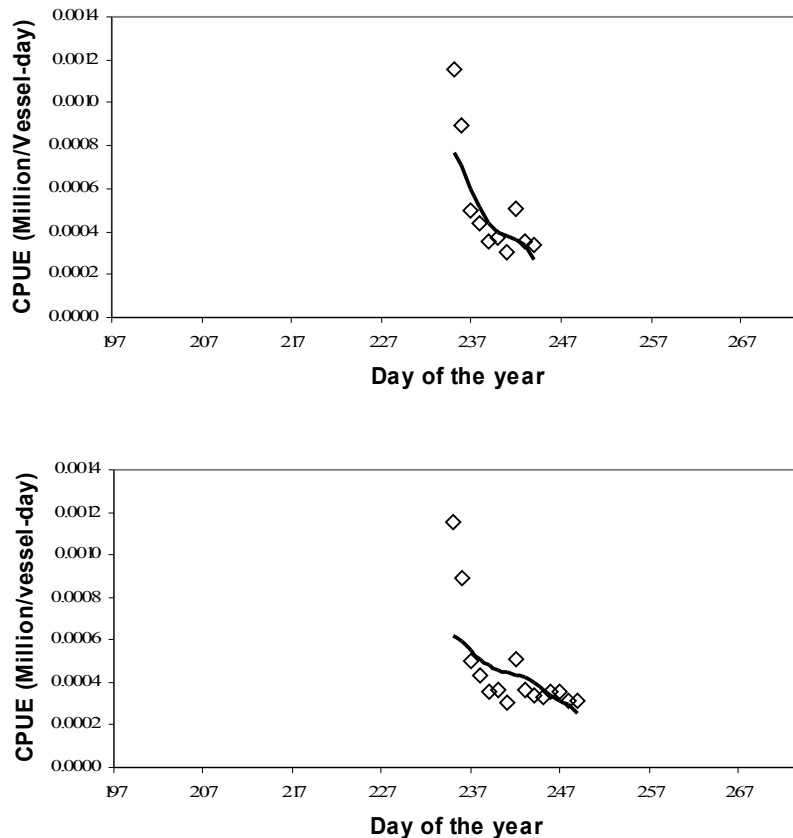 CPUE (Million/Vessel-day)
0.0014
0.0012
0.0010
0.0008
0.0006
0.0004
0.0002
0.0000
197 207 217 227 237 247 257 267
Day of the year
CPUE (Million/vessel-day)
0.0014
0.0012
0.0010
0.0008
0.0006
0.0004
0.0002
0.0000
197 207 217 227 237 247 257 267
Day of the year